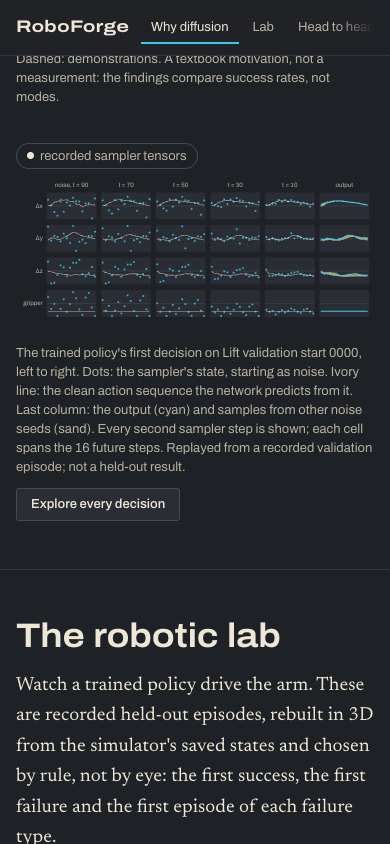 RoboForge Why diffusion Lab Head to head
Dashed: demonstrations. A textbook motivation, not a
measurement: the findings compare success rates, not
modes.
recorded sampler tensors
noise, t = 90 t = 70 t = 50 t = 30 t = 10 output
Δx
Δy
Δz
gripper
The trained policy's first decision on Lift validation start 0000,
left to right. Dots: the sampler's state, starting as noise. Ivory
line: the clean action sequence the network predicts from it.
Last column: the output (cyan) and samples from other noise
seeds (sand). Every second sampler step is shown; each cell
spans the 16 future steps. Replayed from a recorded validation
episode; not a held-out result.
Explore every decision
The robotic lab
Watch a trained policy drive the arm. These
are recorded held-out episodes, rebuilt in 3D
from the simulator's saved states and chosen
by rule, not by eye: the first success, the first
failure and the first episode of each failure
type.